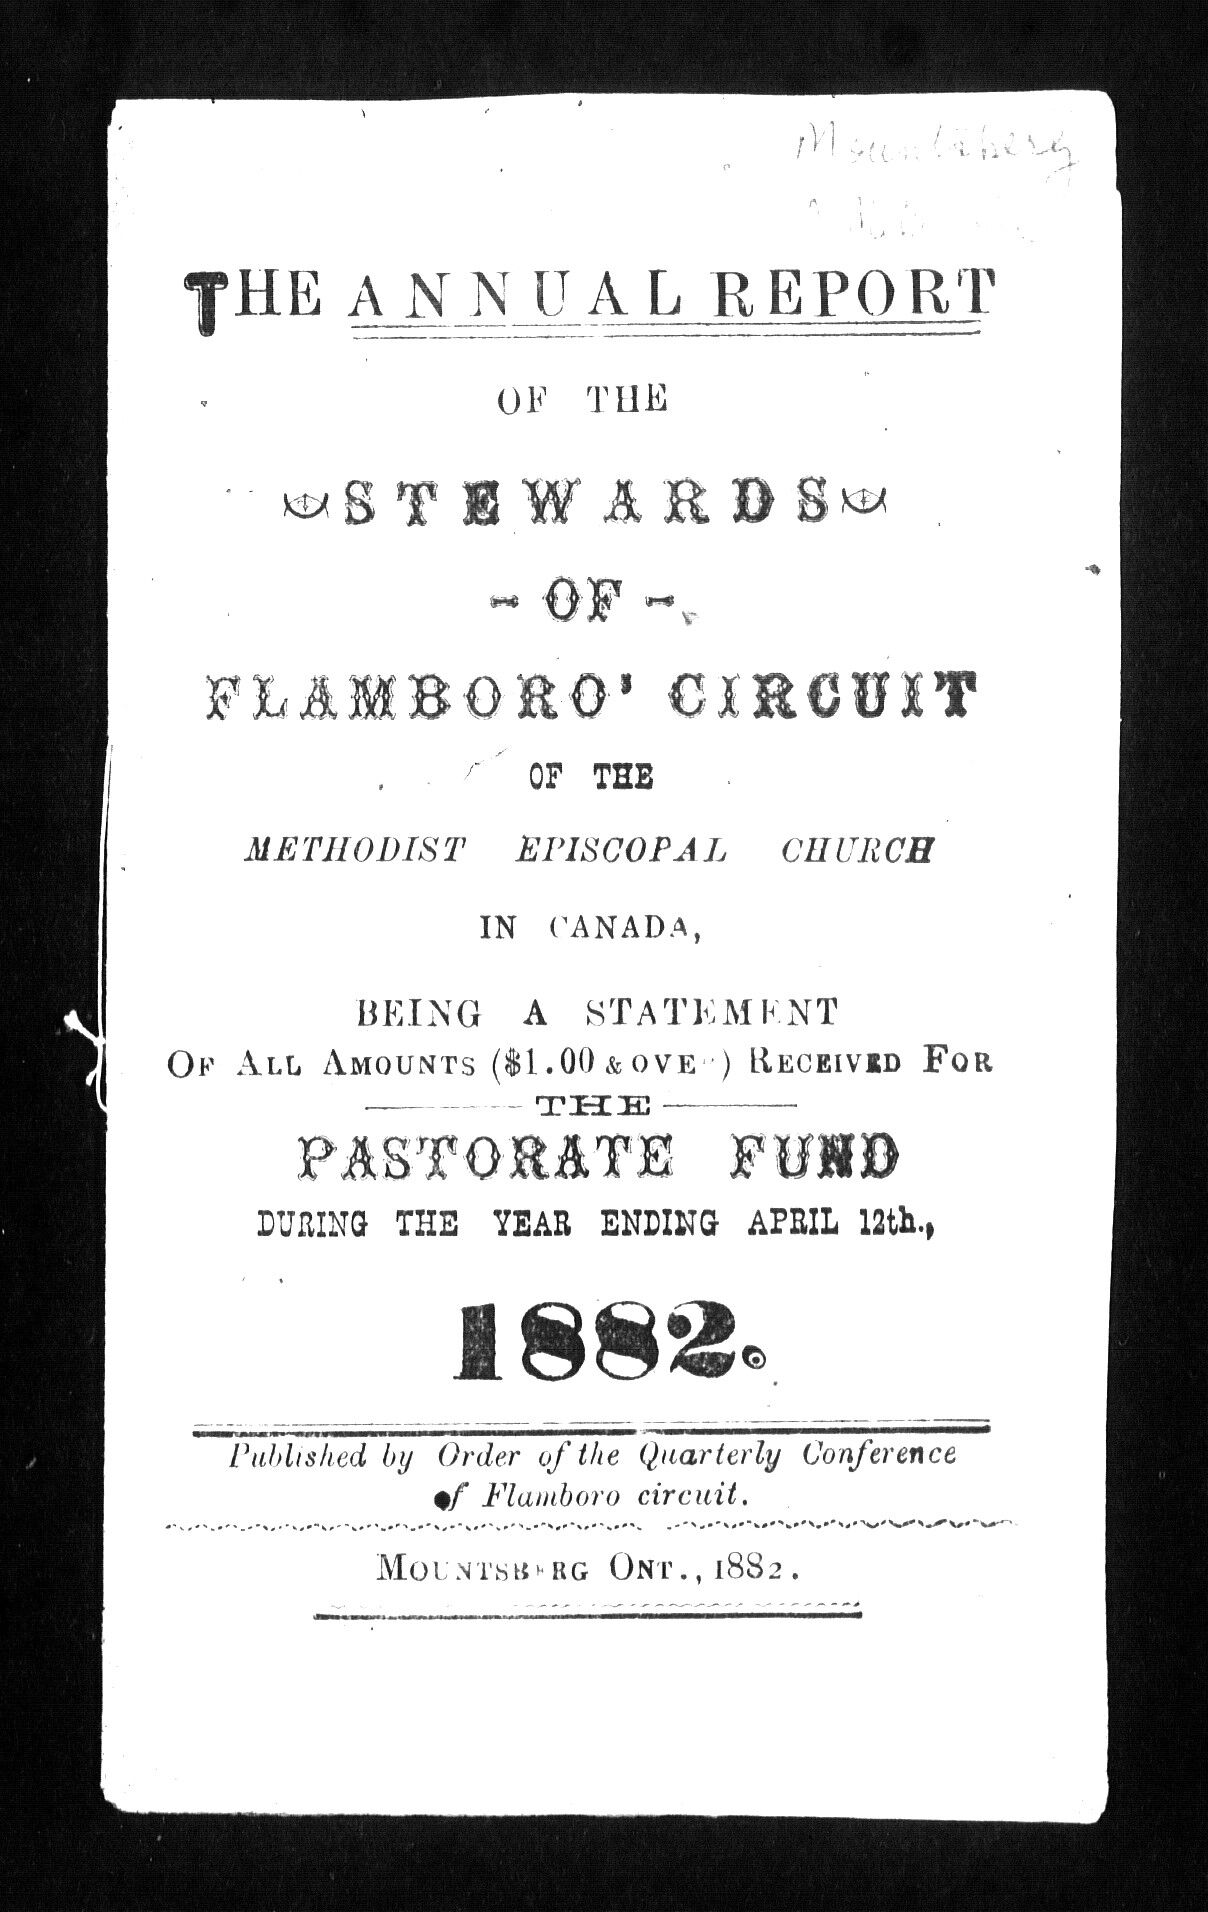 Mountsberg
THE ANNUAL REPORT
OF THE
STEWARDS
- OF -
FLAMBORO' CIRCUIT
OF THE
METHODIST EPISCOPAL CHURCH
IN CANADA,
BEING A STATEMENT
OF ALL AMOUNTS ($1.00 & OVE ) RECEIVED FOR
THE
PASTORATE FUND
DURING THE YEAR ENDING APRIL 12th.,
1882.
Published by Order of the Quarterly Conference
of Flamboro circuit.
MOUNTSBERG ONT., 1882.